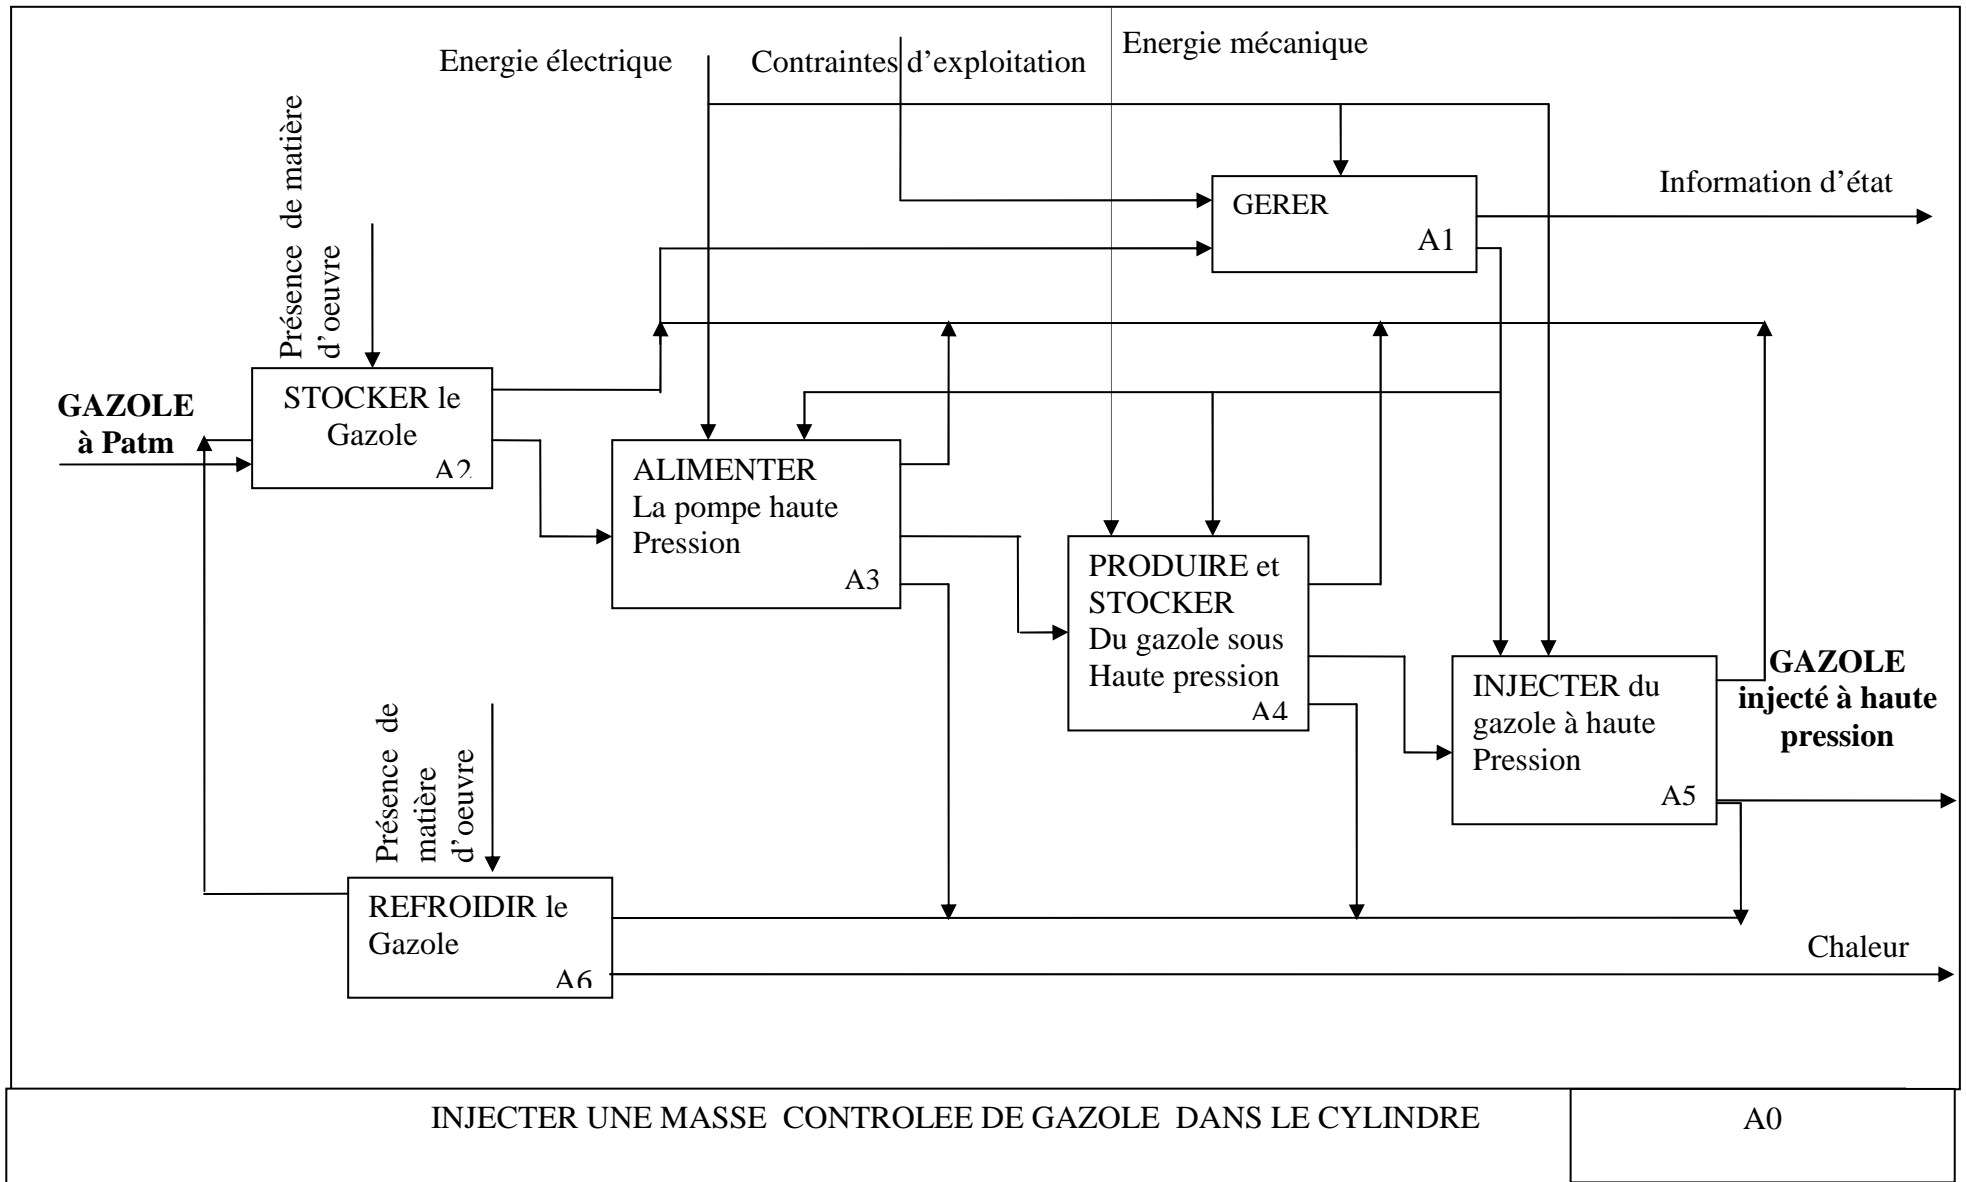 Energie électrique
Contraintes d’exploitation
Energie mécanique
Présence de matière
d’oeuvre
Information d’état
GERER
A1
GAZOLE
à Patm
STOCKER le
Gazole
A2
ALIMENTER
La pompe haute
Pression
A3
PRODUIRE et
STOCKER
Du gazole sous
Haute pression
A4
INJECTER du
gazole à haute
Pression
A5
GAZOLE
injecté à haute
pression
Présence de
matière
d’oeuvre
REFROIDIR le
Gazole
A6
Chaleur
INJECTER UNE MASSE CONTROLEE DE GAZOLE DANS LE CYLINDRE
A0